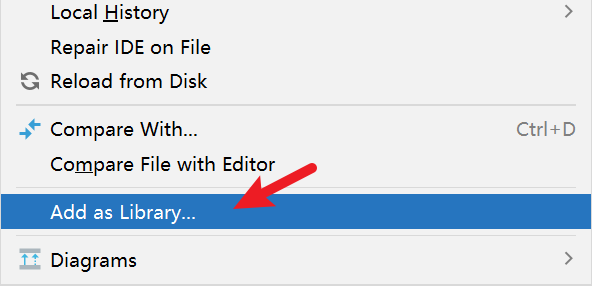 Local History
Repair IDE on File
Reload from Disk
Compare With... Ctrl+D
Compare File with Editor
Add as Library...
Diagrams